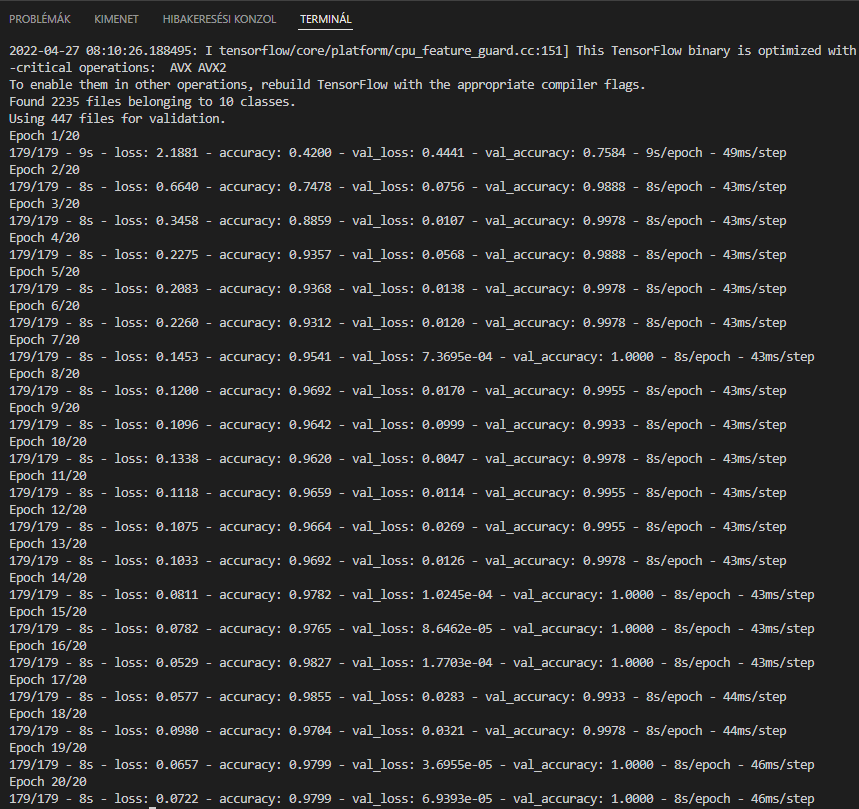 PROBLÉMÁK KIMENET HIBAKERESÉSI KONZOL TERMINÁL
2022-04-27 08:10:26.188495: I tensorflow/core/platform/cpu_feature_guard.cc:151] This TensorFlow binary is optimized with
-critical operations:  AVX AVX2
To enable them in other operations, rebuild TensorFlow with the appropriate compiler flags.
Found 2235 files belonging to 10 classes.
Using 447 files for validation.
Epoch 1/20
179/179 - 9s - loss: 2.1881 - accuracy: 0.4200 - val_loss: 0.4441 - val_accuracy: 0.7584 - 9s/epoch - 49ms/step
Epoch 2/20
179/179 - 8s - loss: 0.6640 - accuracy: 0.7478 - val_loss: 0.0756 - val_accuracy: 0.9888 - 8s/epoch - 43ms/step
Epoch 3/20
179/179 - 8s - loss: 0.3458 - accuracy: 0.8859 - val_loss: 0.0107 - val_accuracy: 0.9978 - 8s/epoch - 43ms/step
Epoch 4/20
179/179 - 8s - loss: 0.2275 - accuracy: 0.9357 - val_loss: 0.0568 - val_accuracy: 0.9888 - 8s/epoch - 43ms/step
Epoch 5/20
179/179 - 8s - loss: 0.2083 - accuracy: 0.9368 - val_loss: 0.0138 - val_accuracy: 0.9978 - 8s/epoch - 43ms/step
Epoch 6/20
179/179 - 8s - loss: 0.2260 - accuracy: 0.9312 - val_loss: 0.0120 - val_accuracy: 0.9978 - 8s/epoch - 43ms/step
Epoch 7/20
179/179 - 8s - loss: 0.1453 - accuracy: 0.9541 - val_loss: 7.3695e-04 - val_accuracy: 1.0000 - 8s/epoch - 43ms/step
Epoch 8/20
179/179 - 8s - loss: 0.1200 - accuracy: 0.9692 - val_loss: 0.0170 - val_accuracy: 0.9955 - 8s/epoch - 43ms/step
Epoch 9/20
179/179 - 8s - loss: 0.1096 - accuracy: 0.9642 - val_loss: 0.0999 - val_accuracy: 0.9933 - 8s/epoch - 43ms/step
Epoch 10/20
179/179 - 8s - loss: 0.1338 - accuracy: 0.9620 - val_loss: 0.0047 - val_accuracy: 0.9978 - 8s/epoch - 43ms/step
Epoch 11/20
179/179 - 8s - loss: 0.1118 - accuracy: 0.9659 - val_loss: 0.0114 - val_accuracy: 0.9955 - 8s/epoch - 43ms/step
Epoch 12/20
179/179 - 8s - loss: 0.1075 - accuracy: 0.9664 - val_loss: 0.0269 - val_accuracy: 0.9955 - 8s/epoch - 43ms/step
Epoch 13/20
179/179 - 8s - loss: 0.1033 - accuracy: 0.9692 - val_loss: 0.0126 - val_accuracy: 0.9978 - 8s/epoch - 43ms/step
Epoch 14/20
179/179 - 8s - loss: 0.0811 - accuracy: 0.9782 - val_loss: 1.0245e-04 - val_accuracy: 1.0000 - 8s/epoch - 43ms/step
Epoch 15/20
179/179 - 8s - loss: 0.0782 - accuracy: 0.9765 - val_loss: 8.6462e-05 - val_accuracy: 1.0000 - 8s/epoch - 43ms/step
Epoch 16/20
179/179 - 8s - loss: 0.0529 - accuracy: 0.9827 - val_loss: 1.7703e-04 - val_accuracy: 1.0000 - 8s/epoch - 43ms/step
Epoch 17/20
179/179 - 8s - loss: 0.0577 - accuracy: 0.9855 - val_loss: 0.0283 - val_accuracy: 0.9933 - 8s/epoch - 44ms/step
Epoch 18/20
179/179 - 8s - loss: 0.0980 - accuracy: 0.9704 - val_loss: 0.0321 - val_accuracy: 0.9978 - 8s/epoch - 44ms/step
Epoch 19/20
179/179 - 8s - loss: 0.0657 - accuracy: 0.9799 - val_loss: 3.6955e-05 - val_accuracy: 1.0000 - 8s/epoch - 46ms/step
Epoch 20/20
179/179 - 8s - loss: 0.0722 - accuracy: 0.9799 - val_loss: 6.9393e-05 - val_accuracy: 1.0000 - 8s/epoch - 46ms/step